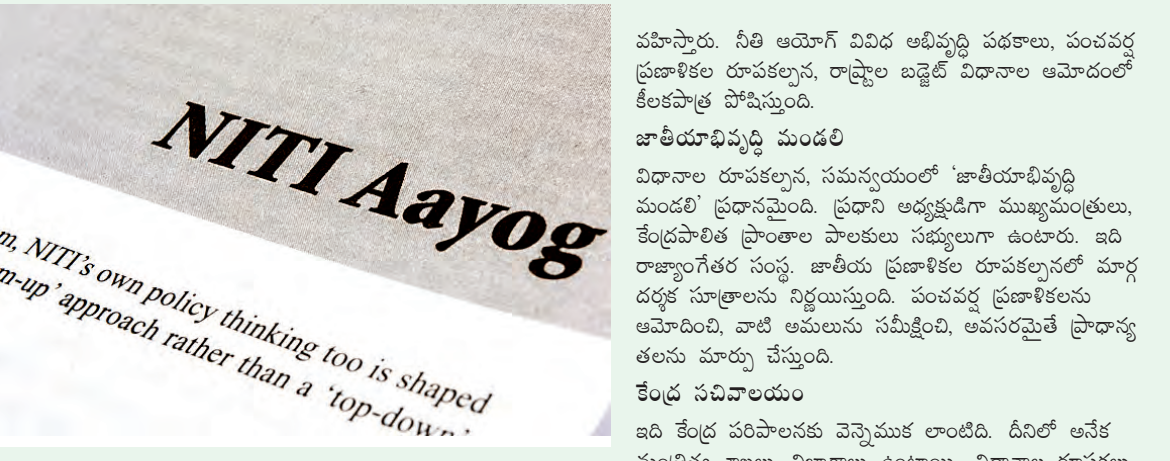 NITI Aayog
m, NITI's own policy thinking too is shaped
m-up' approach rather than a 'top-down'
వహిస్తారు. నీతి ఆయోగ్ వివిధ అభివృద్ధి పథకాలు, పంచవర్ష
ప్రణాళికల రూపకల్పన, రాష్ట్రాల బడ్జెట్ విధానాల ఆమోదంలో
కీలకపాత్ర పోషిస్తుంది.
జాతీయాభివృద్ధి మండలి
విధానాల రూపకల్పన, సమన్వయంలో 'జాతీయాభివృద్ధి
మండలి' ప్రధానమైంది. ప్రధాని అధ్యక్షుడిగా ముఖ్యమంత్రులు,
కేంద్రపాలిత ప్రాంతాల పాలకులు సభ్యులుగా ఉంటారు. ఇది
రాజ్యాంగేతర సంస్థ. జాతీయ ప్రణాళికల రూపకల్పనలో మార్గ
దర్శక సూత్రాలను నిర్ణయిస్తుంది. పంచవర్ష ప్రణాళికలను
ఆమోదించి, వాటి అమలును సమీక్షించి, అవసరమైతే ప్రాధాన్య
తలను మార్పు చేస్తుంది.
కేంద్ర సచివాలయం
ఇది కేంద్ర పరిపాలనకు వెన్నెముక లాంటిది. దీనిలో అనేక